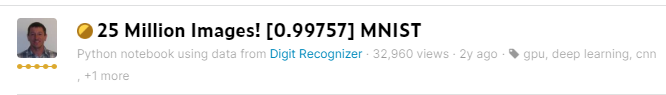 25 Million Images! [0.99757] MNIST
Python notebook using data from Digit Recognizer · 32,960 views · 2y ago · gpu, deep learning, cnn
, +1 more